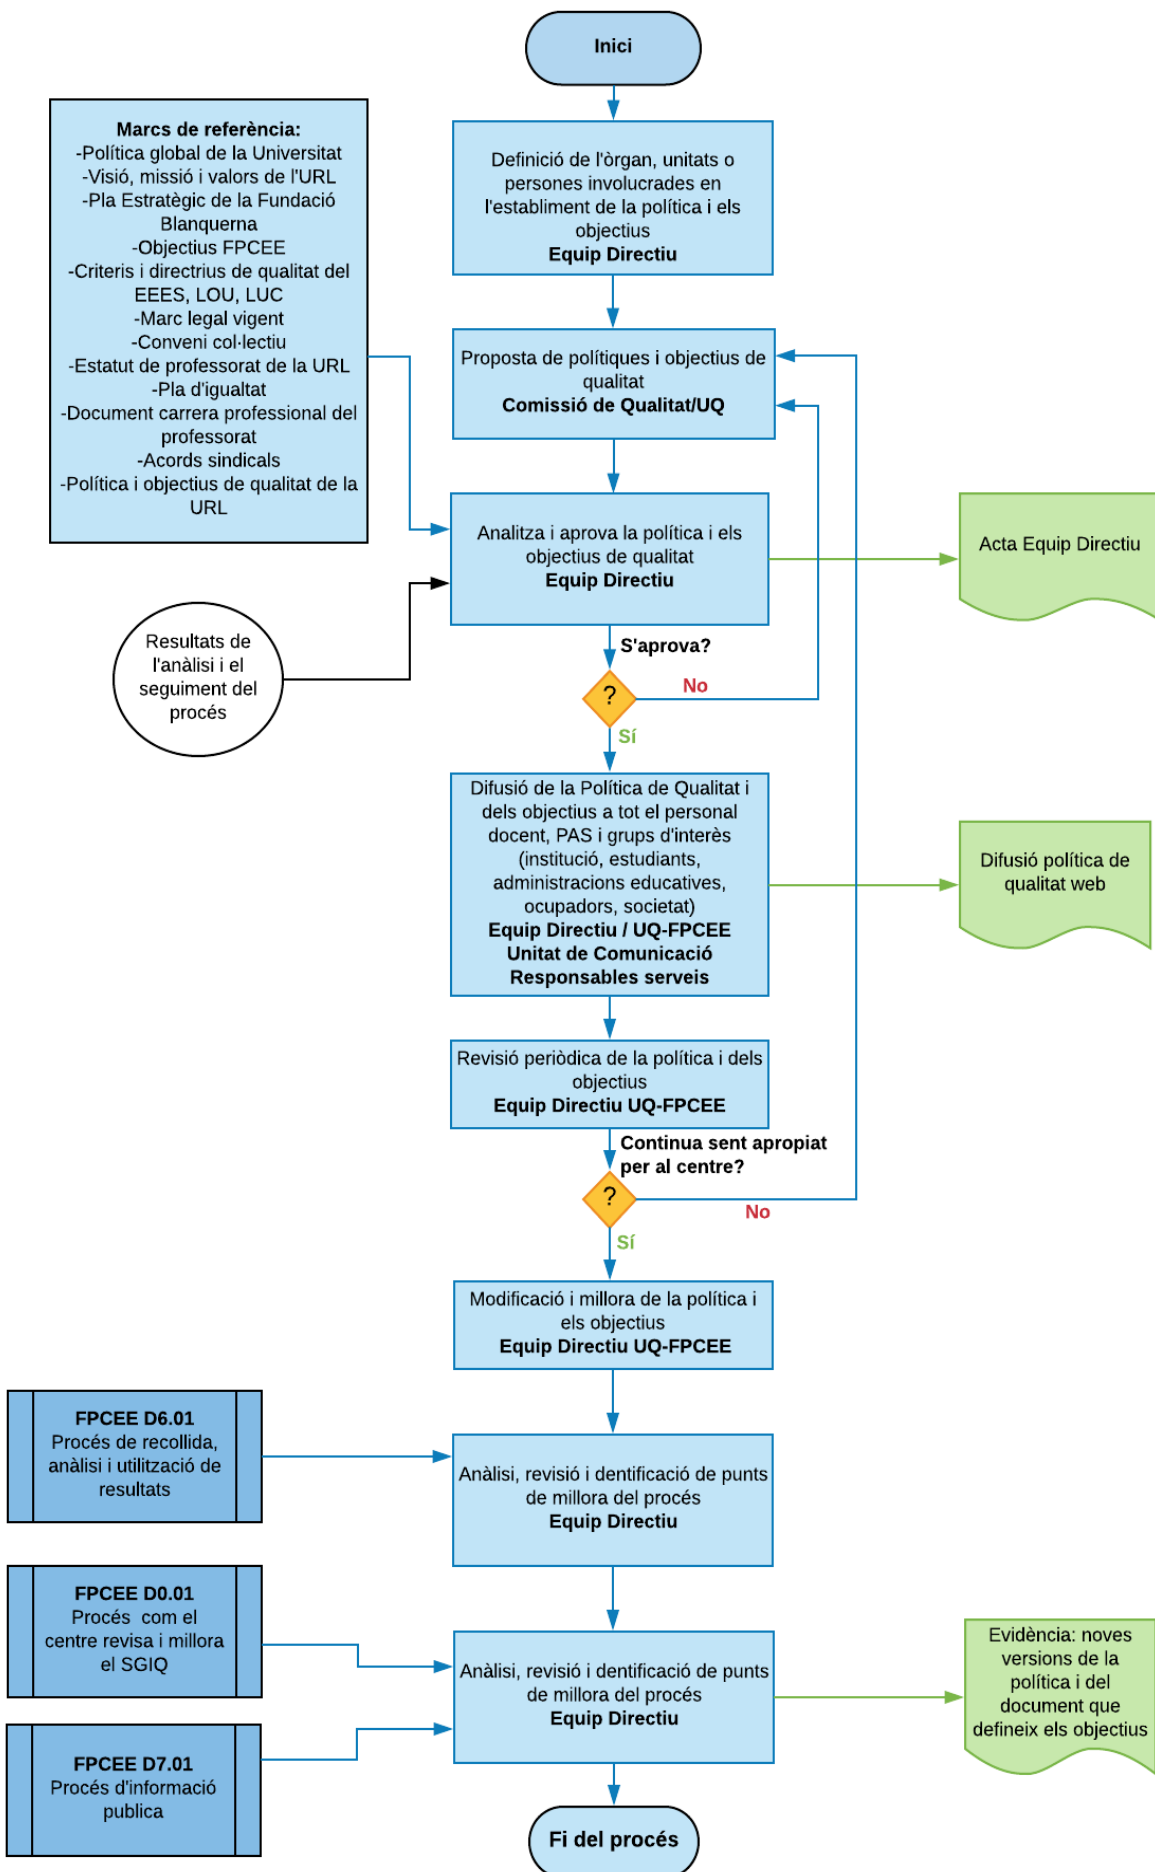 Inici
Marcs de referència:
-Política global de la Universitat
-Visió, missió i valors de l'URL
-Pla Estratègic de la Fundació
Blanquerna
-Objectius FPCEE
-Criteris i directrius de qualitat del
EEES, LOU, LUC
-Marc legal vigent
-Conveni col·lectiu
-Estatut de professorat de la URL
-Pla d'igualtat
-Document carrera professional del
professorat
-Acords sindicals
-Política i objectius de qualitat de la
URL
Definició de l'òrgan, unitats o
persones involucrades en
l'establiment de la política i els
objectius
Equip Directiu
Proposta de polítiques i objectius de
qualitat
Comissió de Qualitat/UQ
Analitza i aprova la política i els
objectius de qualitat
Equip Directiu
Acta Equip Directiu
Resultats de
l'anàlisi i el
seguiment del
procés
S'aprova?
?
No
Sí
Difusió de la Política de Qualitat i
dels objectius a tot el personal
docent, PAS i grups d'interès
(institució, estudiants,
administracions educatives,
ocupadors, societat)
Equip Directiu / UQ-FPCEE
Unitat de Comunicació
Responsables serveis
Difusió política de
qualitat web
Revisió periòdica de la política i dels
objectius
Equip Directiu UQ-FPCEE
Continua sent apropiat
per al centre?
?
No
Sí
Modificació i millora de la política i
els objectius
Equip Directiu UQ-FPCEE
FPCEE D6.01
Procés de recollida,
anàlisi i utilització de
resultats
Anàlisi, revisió i dentificació de punts
de millora del procés
Equip Directiu
FPCEE D0.01
Procés com el
centre revisa i millora
el SGIQ
Anàlisi, revisió i dentificació de punts
de millora del procés
Equip Directiu
Evidència: noves
versions de la
política i del
document que
defineix els objectius
FPCEE D7.01
Procés d'informació
publica
Fi del procés